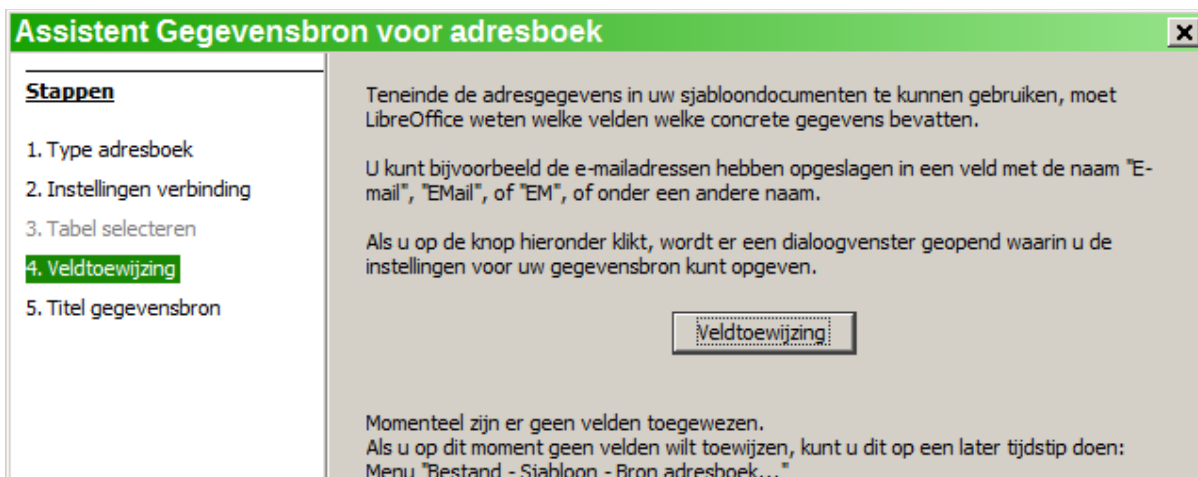 Assistent Gegevensbron voor adresboek
Stappen
1. Type adresboek
2. Instellingen verbinding
3. Tabel selecteren
4. Veldtoewijzing
5. Titel gegevensbron
Teneinde de adresgegevens in uw sjabloondocumenten te kunnen gebruiken, moet
LibreOffice weten welke velden welke concrete gegevens bevatten.
U kunt bijvoorbeeld de e-mailadressen hebben opgeslagen in een veld met de naam "E-
mail", "EMail", of "EM", of onder een andere naam.
Als u op de knop hieronder klikt, wordt er een dialoogvenster geopend waarin u de
instellingen voor uw gegevensbron kunt opgeven.
Veldtoewijzing
Momenteel zijn er geen velden toegewezen.
Als u op dit moment geen velden wilt toewijzen, kunt u dit op een later tijdstip doen:
Menu "Bestand - Sjabloon - Bron adresboek..."